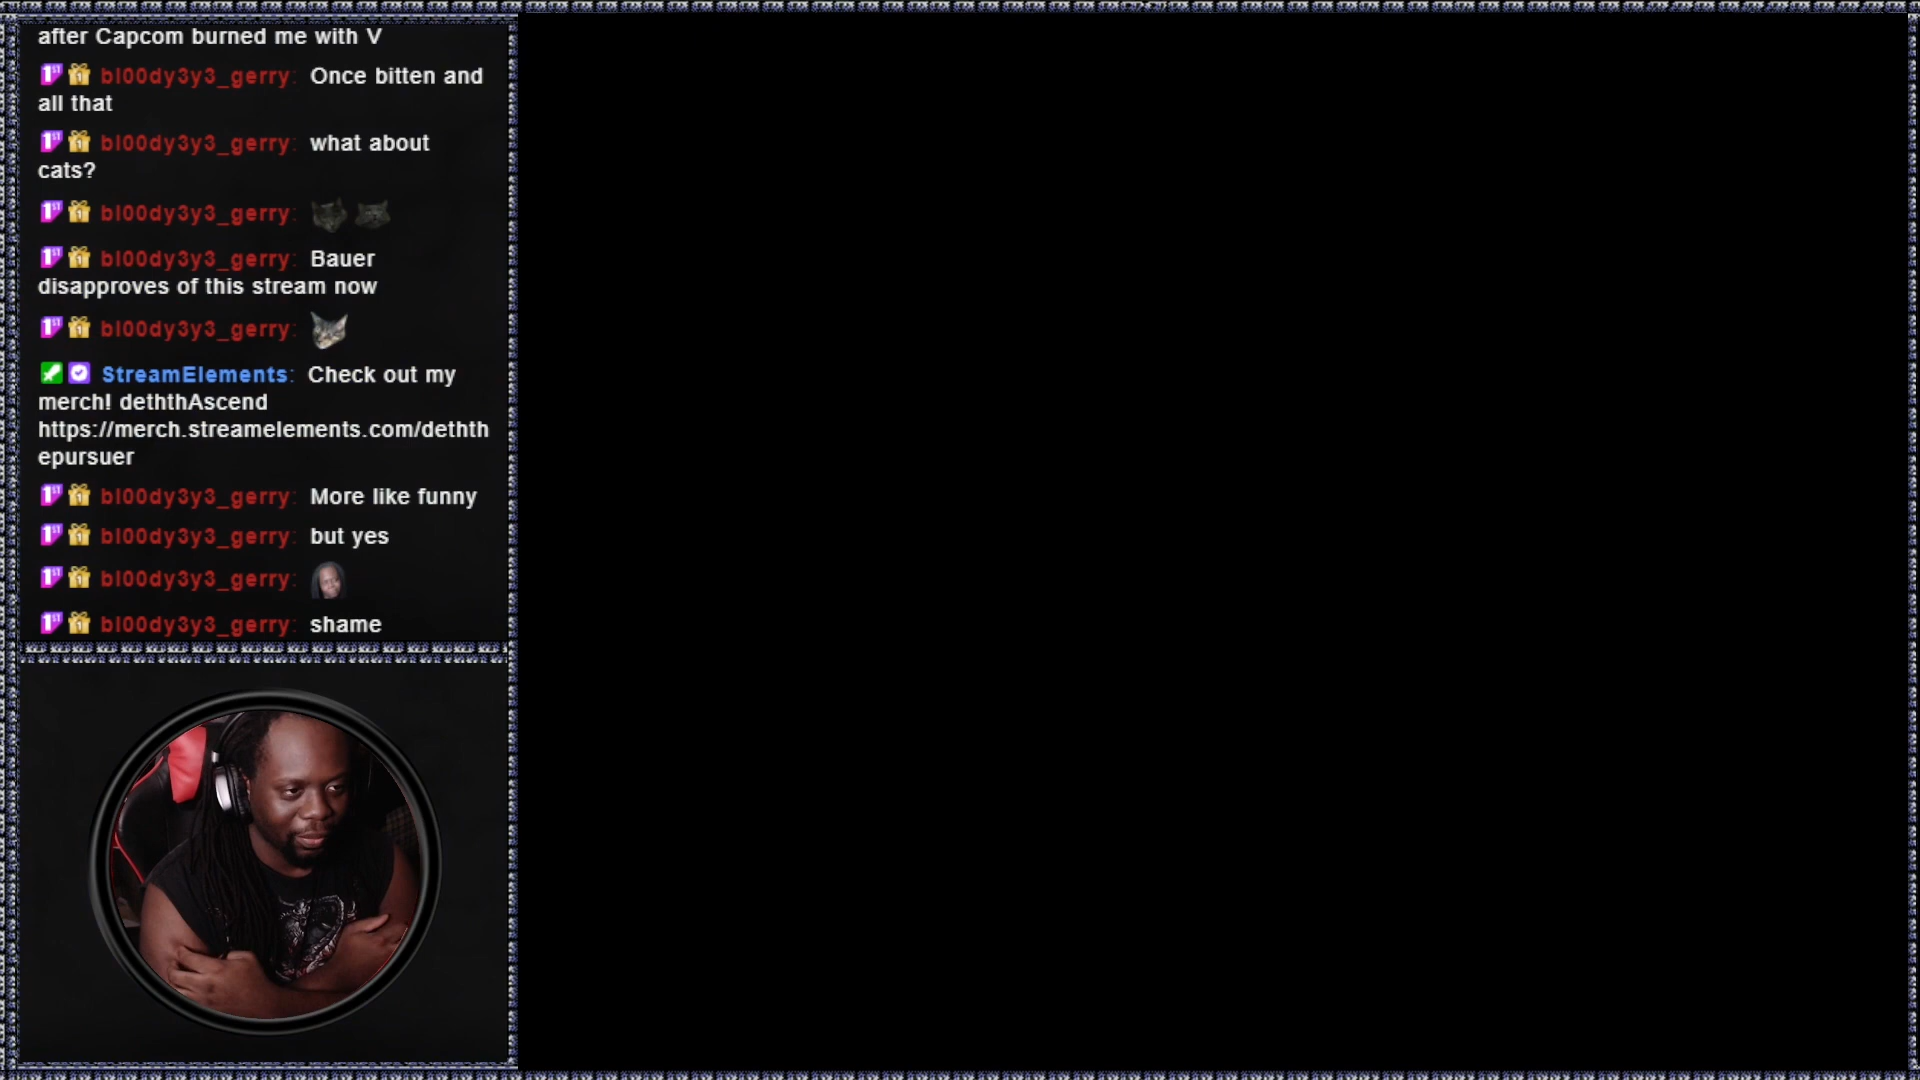 after Capcom burned me with V
bl00dy3y3_gerry: Once bitten and
all that
bl00dy3y3_gerry: what about
cats?
bl00dy3y3_gerry:
bl00dy3y3_gerry: Bauer
disapproves of this stream now
bl00dy3y3_gerry:
StreamElements: Check out my
merch! deththAscend
https://merch.streamelements.com/dethth
epursuer
bl00dy3y3_gerry: More like funny
bl00dy3y3_gerry: but yes
bl00dy3y3_gerry:
bl00dy3y3_gerry: shame